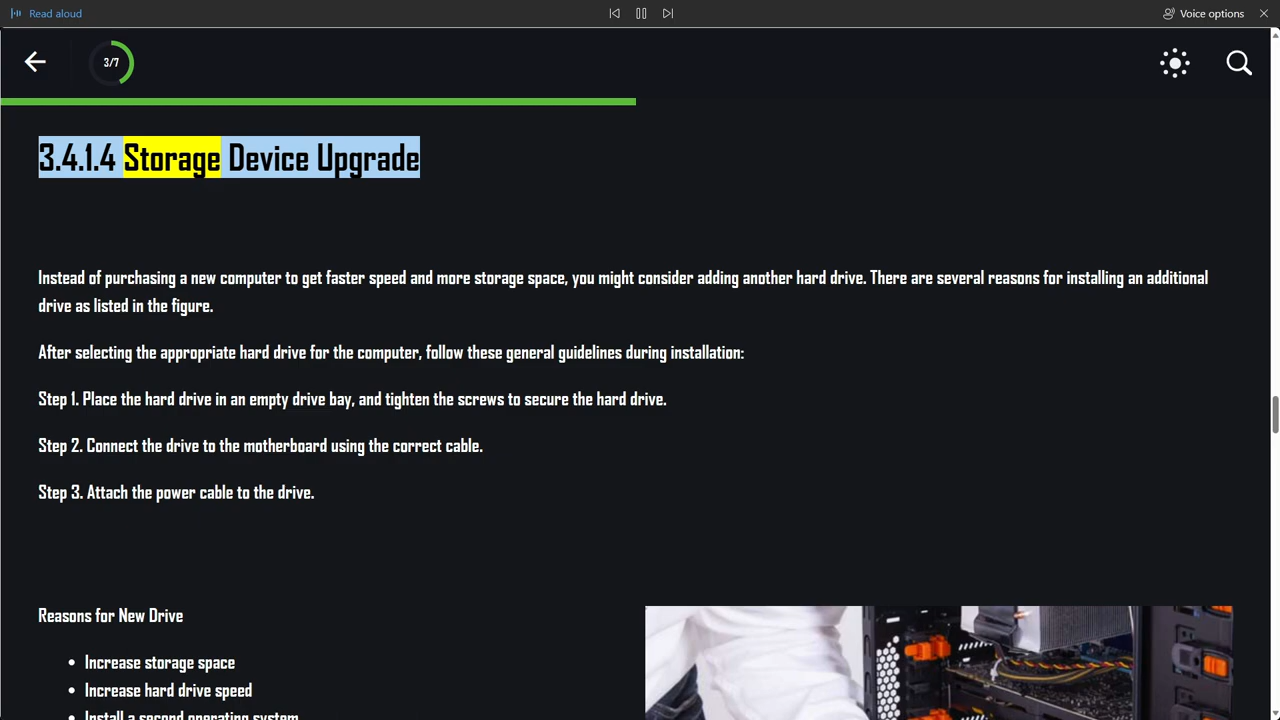 Read aloud
Voice options
3/7
3.4.1.4 Storage Device Upgrade
Instead of purchasing a new computer to get faster speed and more storage space, you might consider adding another hard drive. There are several reasons for installing an additional
drive as listed in the figure.
After selecting the appropriate hard drive for the computer, follow these general guidelines during installation:
Step 1. Place the hard drive in an empty drive bay, and tighten the screws to secure the hard drive.
Step 2. Connect the drive to the motherboard using the correct cable.
Step 3. Attach the power cable to the drive.
Reasons for New Drive
• Increase storage space
• Increase hard drive speed
• Install a second operating system